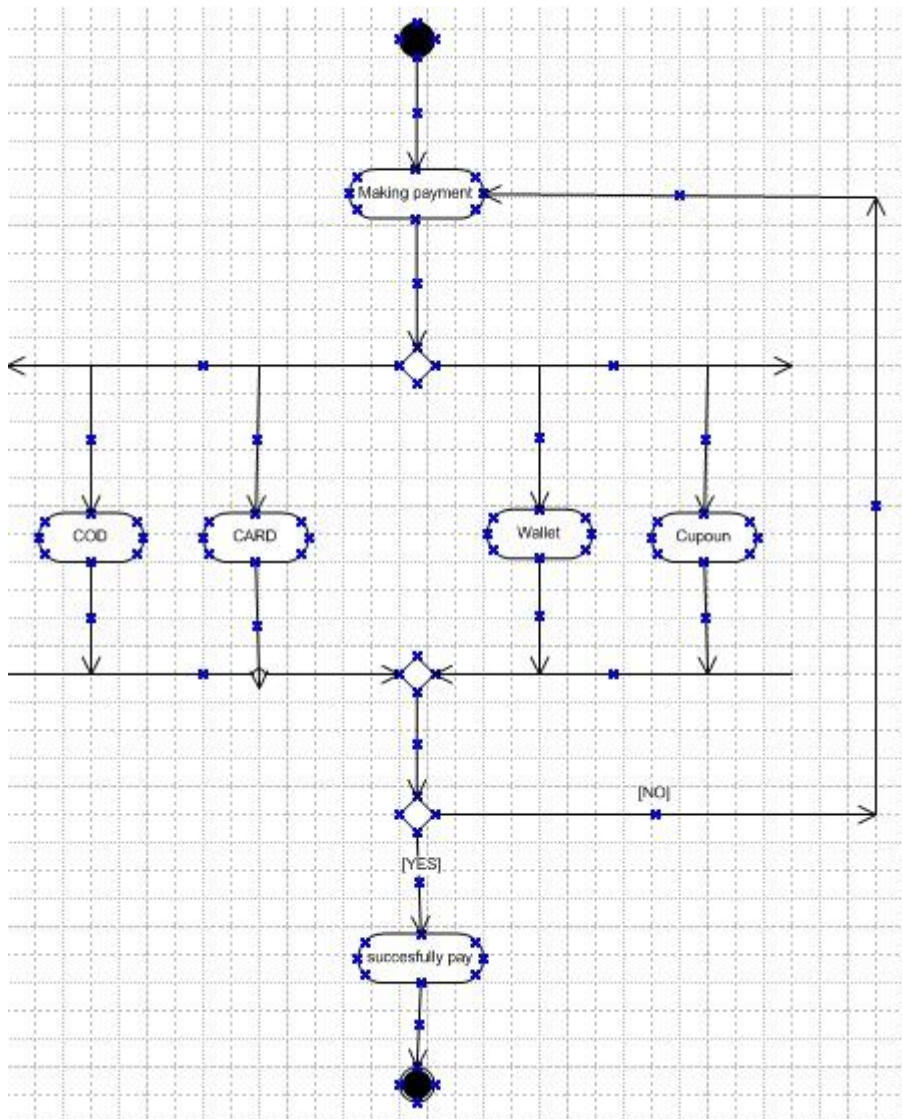 Making payment
COD
CARD
Wallet
Cupoun
[NO]
[YES]
succesfully pay